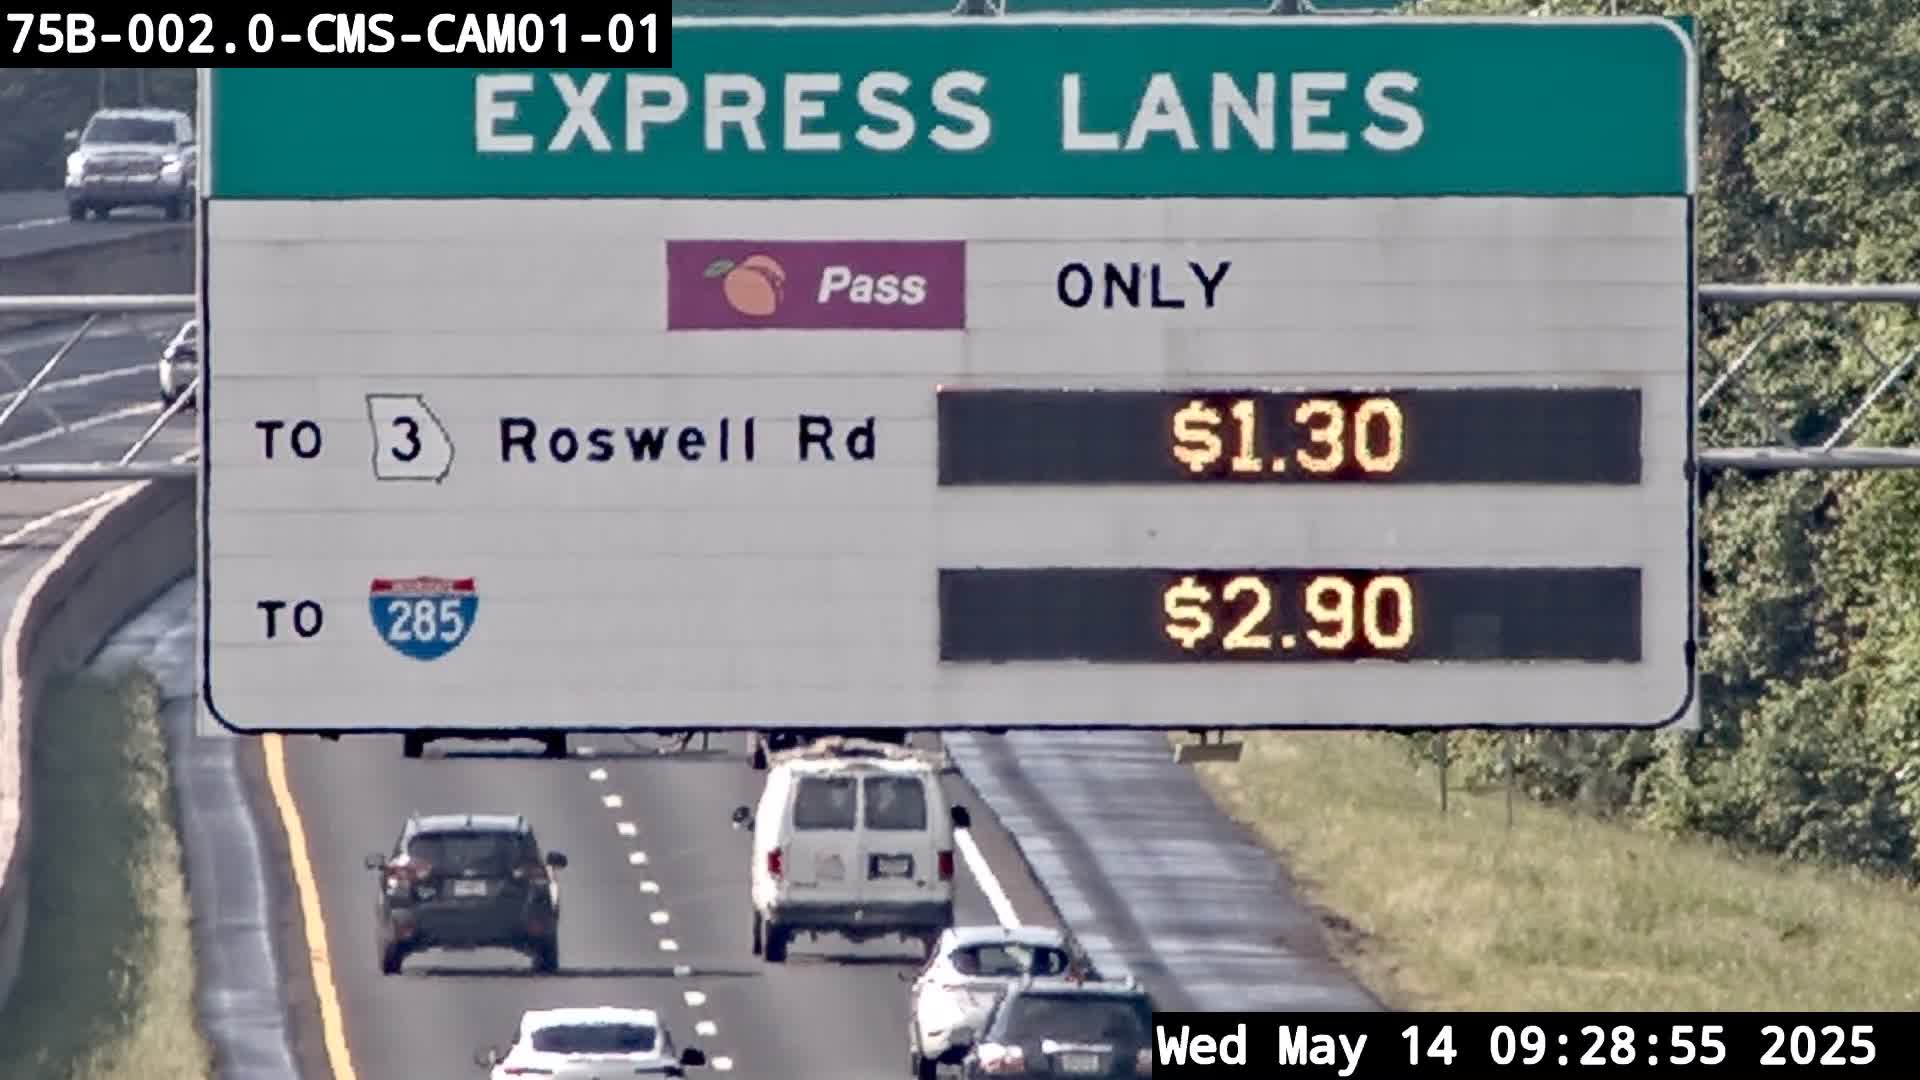 75B-002.0-CMS-CAM01-01
EXPRESS LANES
Pass ONLY
TO 3 Roswell Rd $1.30
INTERSTATE
TO 285 $2.90
Wed May 14 09:28:55 2025